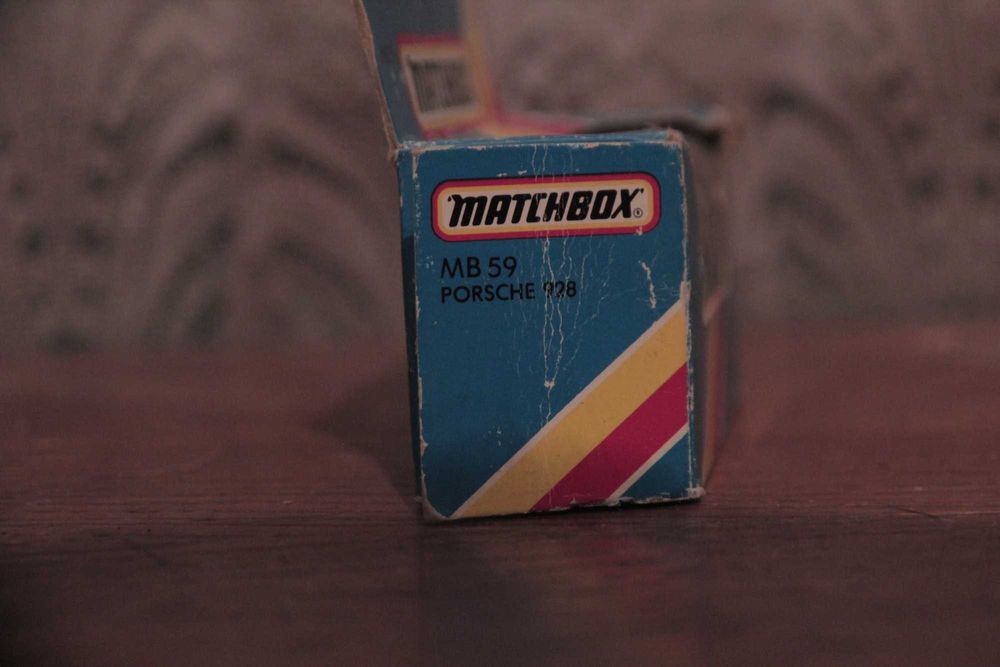 "MATCHBOX"®
MB 59
PORSCHE 928